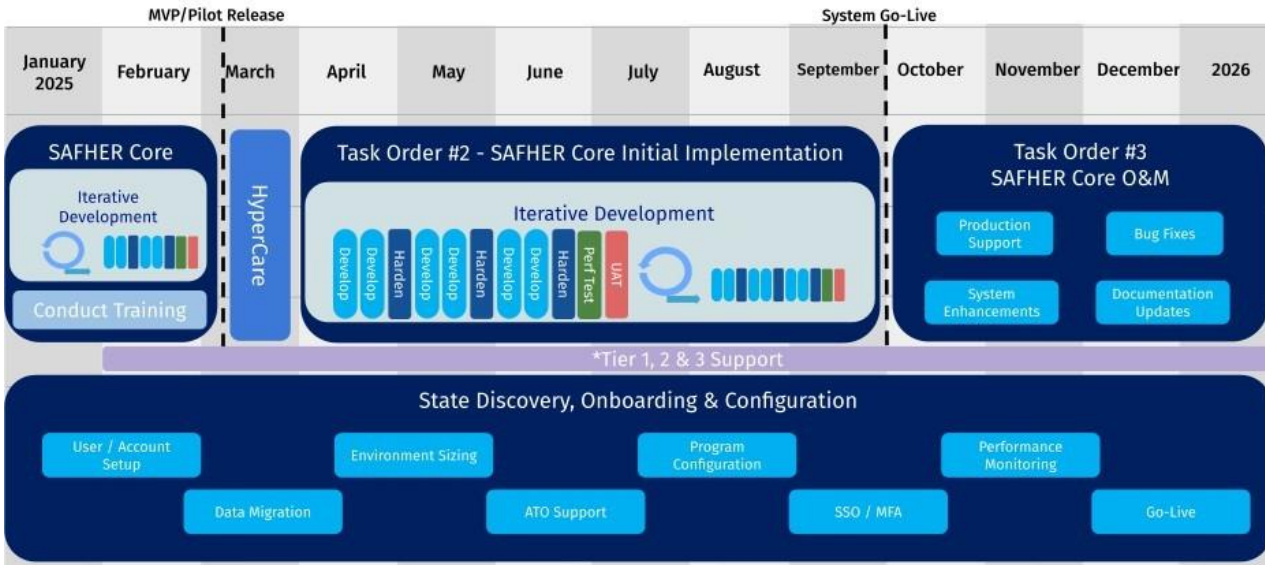 MVP/Pilot Release
System Go-Live
January
2025
February
March
April
May
June
July
August
September
October
November
December
2026
SAFHER Core
Iterative
Development
Conduct Training
HyperCare
Task Order #2 - SAFHER Core Initial Implementation
Iterative Development
Develop
Develop
Harden
Develop
Develop
Harden
Develop
Develop
Harden
Perf Test
UAT
Task Order #3
SAFHER Core O&M
Production
Support
Bug Fixes
System
Enhancements
Documentation
Updates
*Tier 1, 2 & 3 Support
State Discovery, Onboarding & Configuration
User / Account
Setup
Environment Sizing
Program
Configuration
Performance
Monitoring
Data Migration
ATO Support
SSO / MFA
Go-Live